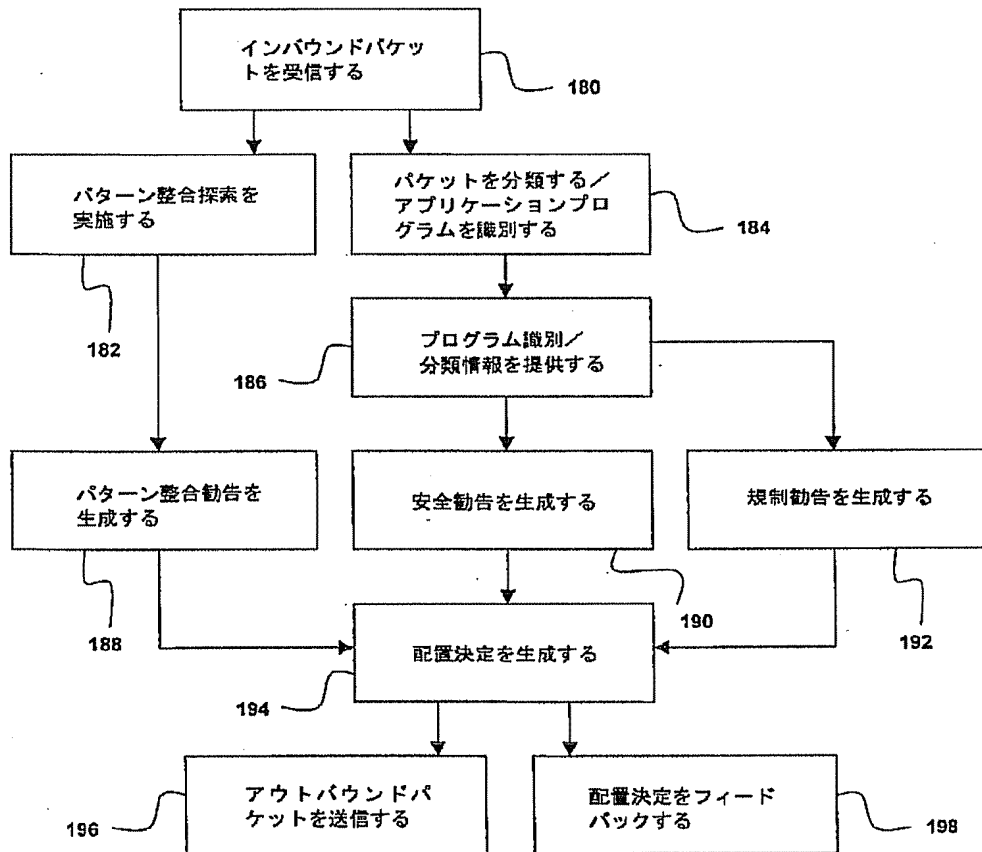 インバウンドパケッ
トを受信する
180
パターン整合探索を
実施する
182
パケットを分類する／
アプリケーションプロ
グラムを識別する
184
プログラム識別／
分類情報を提供する
186
パターン整合勧告を
生成する
188
安全勧告を生成する
190
規制勧告を生成する
192
配置決定を生成する
194
アウトバウンドパ
ケットを送信する
196
配置決定をフィード
バックする
198